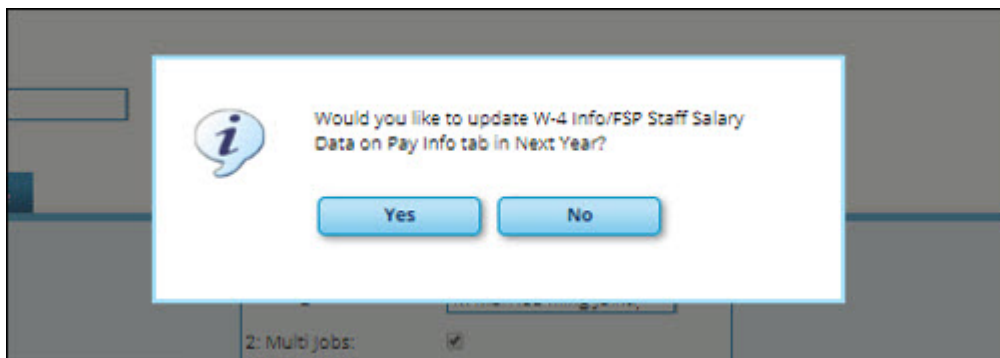 Would you like to update W-4 Info/FSP Staff Salary
Data on Pay Info tab in Next Year?
Yes
No
2: Multi Jobs: